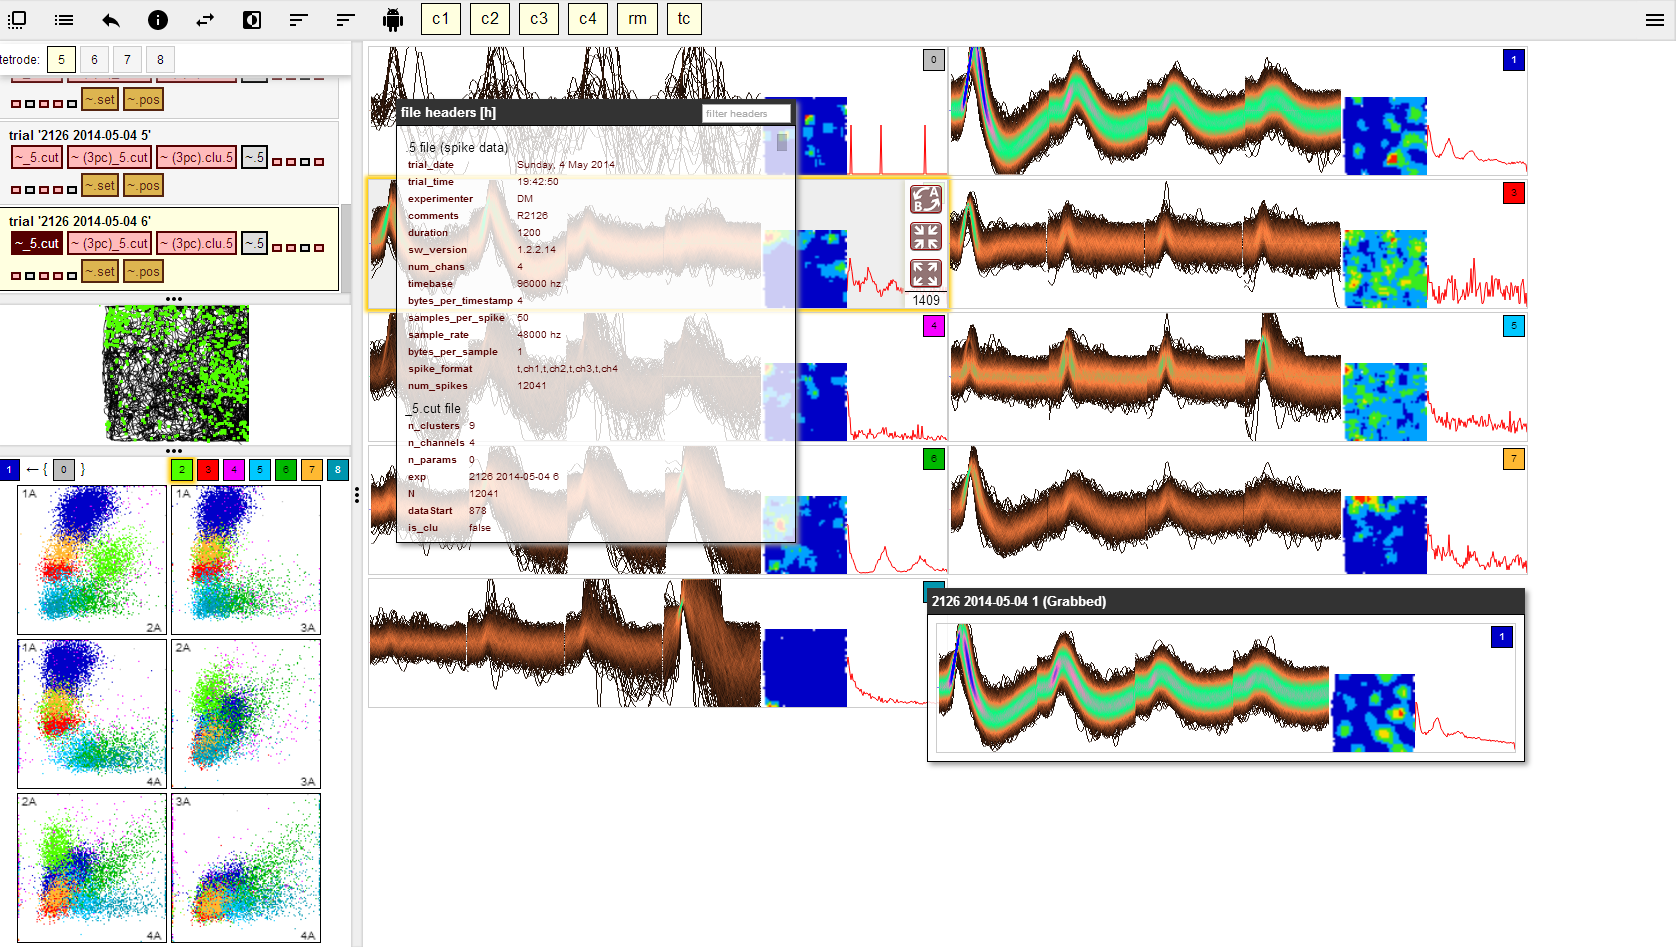 c1 c2 c3 c4 rm tc
tetrode: 5 6 7 8
~.set ~.pos
trial '2126 2014-05-04 5'
~_5.cut ~ (3pc)_5.cut ~ (3pc).clu.5 ~.5
~.set ~.pos
trial '2126 2014-05-04 6'
~_5.cut ~ (3pc)_5.cut ~ (3pc).clu.5 ~.5
~.set ~.pos
1 ←{ 0 } 2 3 4 5 6 7 8
1A 2A
1A 3A
1A 4A
2A 3A
2A 4A
3A 4A
file headers [h] filter headers
.5 file (spike data)
trial_date Sunday, 4 May 2014
trial_time 19:42:50
experimenter DM
comments R2126
duration 1200
sw_version 1.2.2.14
num_chans 4
timebase 96000 hz
bytes_per_timestamp 4
samples_per_spike 50
sample_rate 48000 hz
bytes_per_sample 1
spike_format t,ch1,t,ch2,t,ch3,t,ch4
num_spikes 12041
_5.cut file
n_clusters 9
n_channels 4
n_params 0
exp 2126 2014-05-04 6
N 12041
dataStart 878
is_clu false
0
1
A
B
1409
3
4
5
6
7
2126 2014-05-04 1 (Grabbed)
1